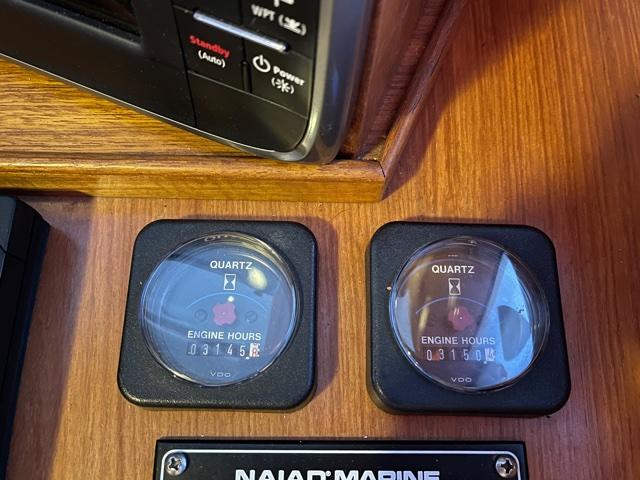 WPT
Standby
(Auto)
Power
QUARTZ
ENGINE HOURS
03145
VDO
QUARTZ
ENGINE HOURS
03150
VDO
NAIAD MARINE